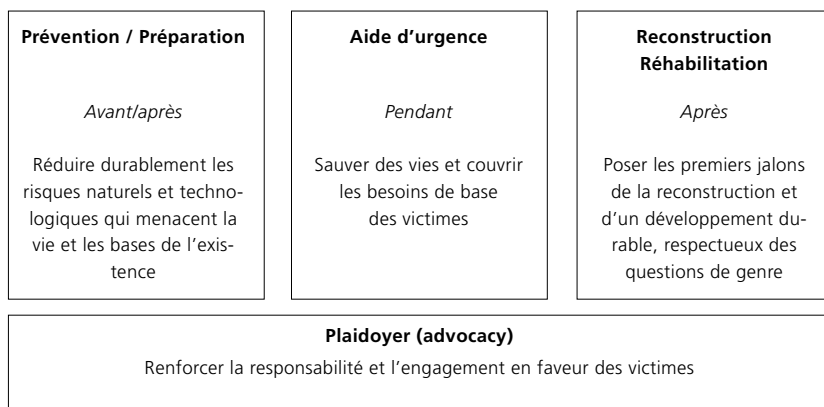 Prévention / Préparation
Avant/après
Réduire durablement les
risques naturels et techno-
logiques qui menacent la
vie et les bases de l’exis-
tence
Aide d’urgence
Pendant
Sauver des vies et couvrir
les besoins de base
des victimes
Reconstruction
Réhabilitation
Après
Poser les premiers jalons
de la reconstruction et
d’un développement du-
rable, respectueux des
questions de genre
Plaidoyer (advocacy)
Renforcer la responsabilité et l’engagement en faveur des victimes